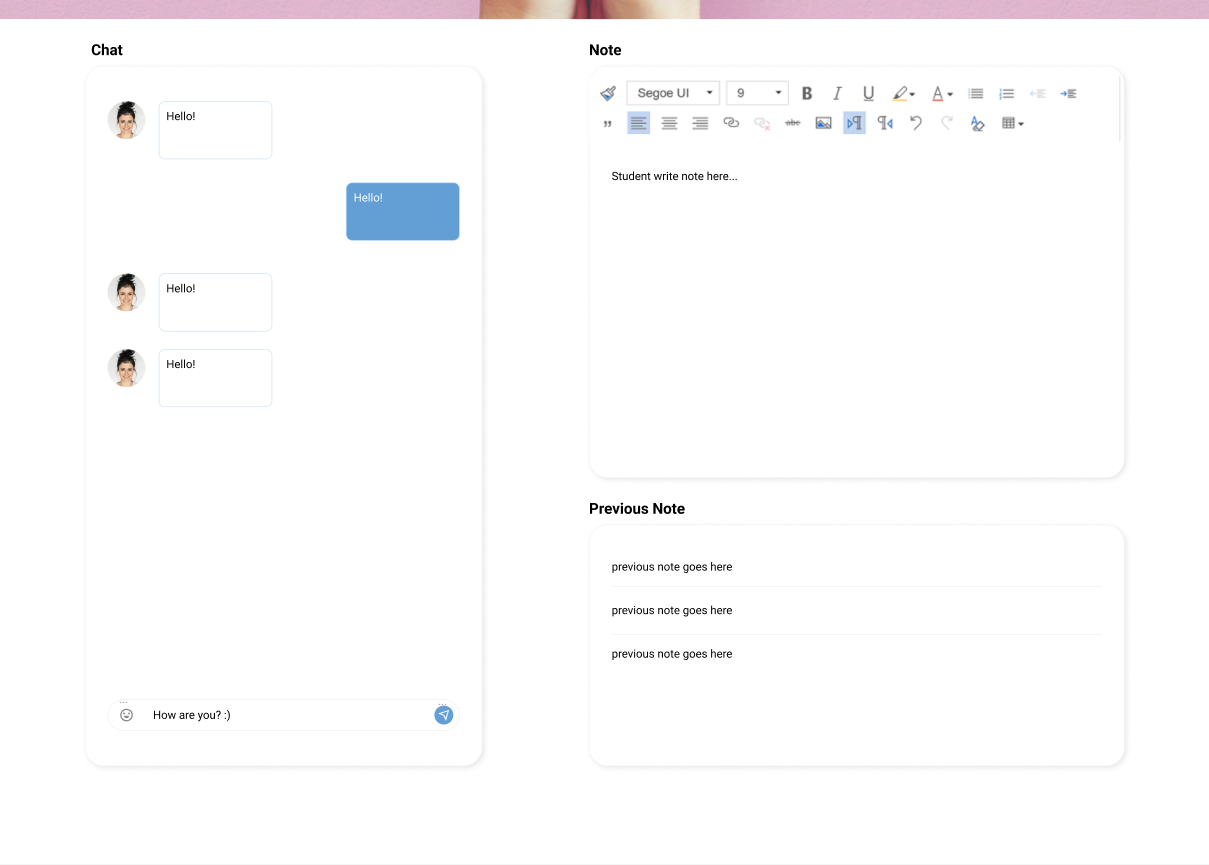 Chat
Hello!
Hello!
Hello!
Hello!
How are you? :)
Note
Segoe UI
9
B I U A
abc
Student write note here...
Previous Note
previous note goes here
previous note goes here
previous note goes here